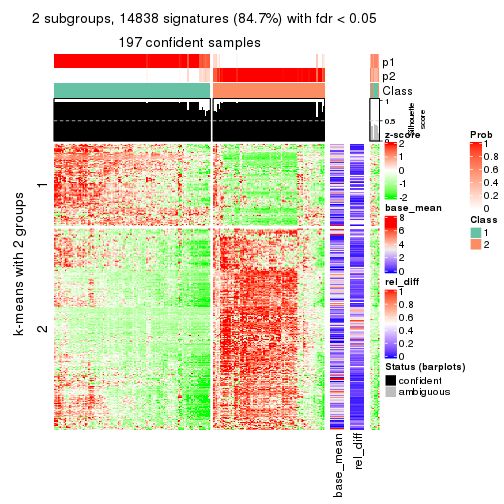 2 subgroups, 14838 signatures (84.7%) with fdr < 0.05
197 confident samples
p1
p2
Class
1
0.5
0
Silhouette
score
k-means with 2 groups
1
2
base_mean
rel_diff
z-score
2
1
0
-1
-2
base_mean
8
6
4
2
0
rel_diff
1
0.8
0.6
0.4
0.2
0
Status (barplots)
confident
ambiguous
Prob
1
0.8
0.6
0.4
0.2
0
Class
1
2